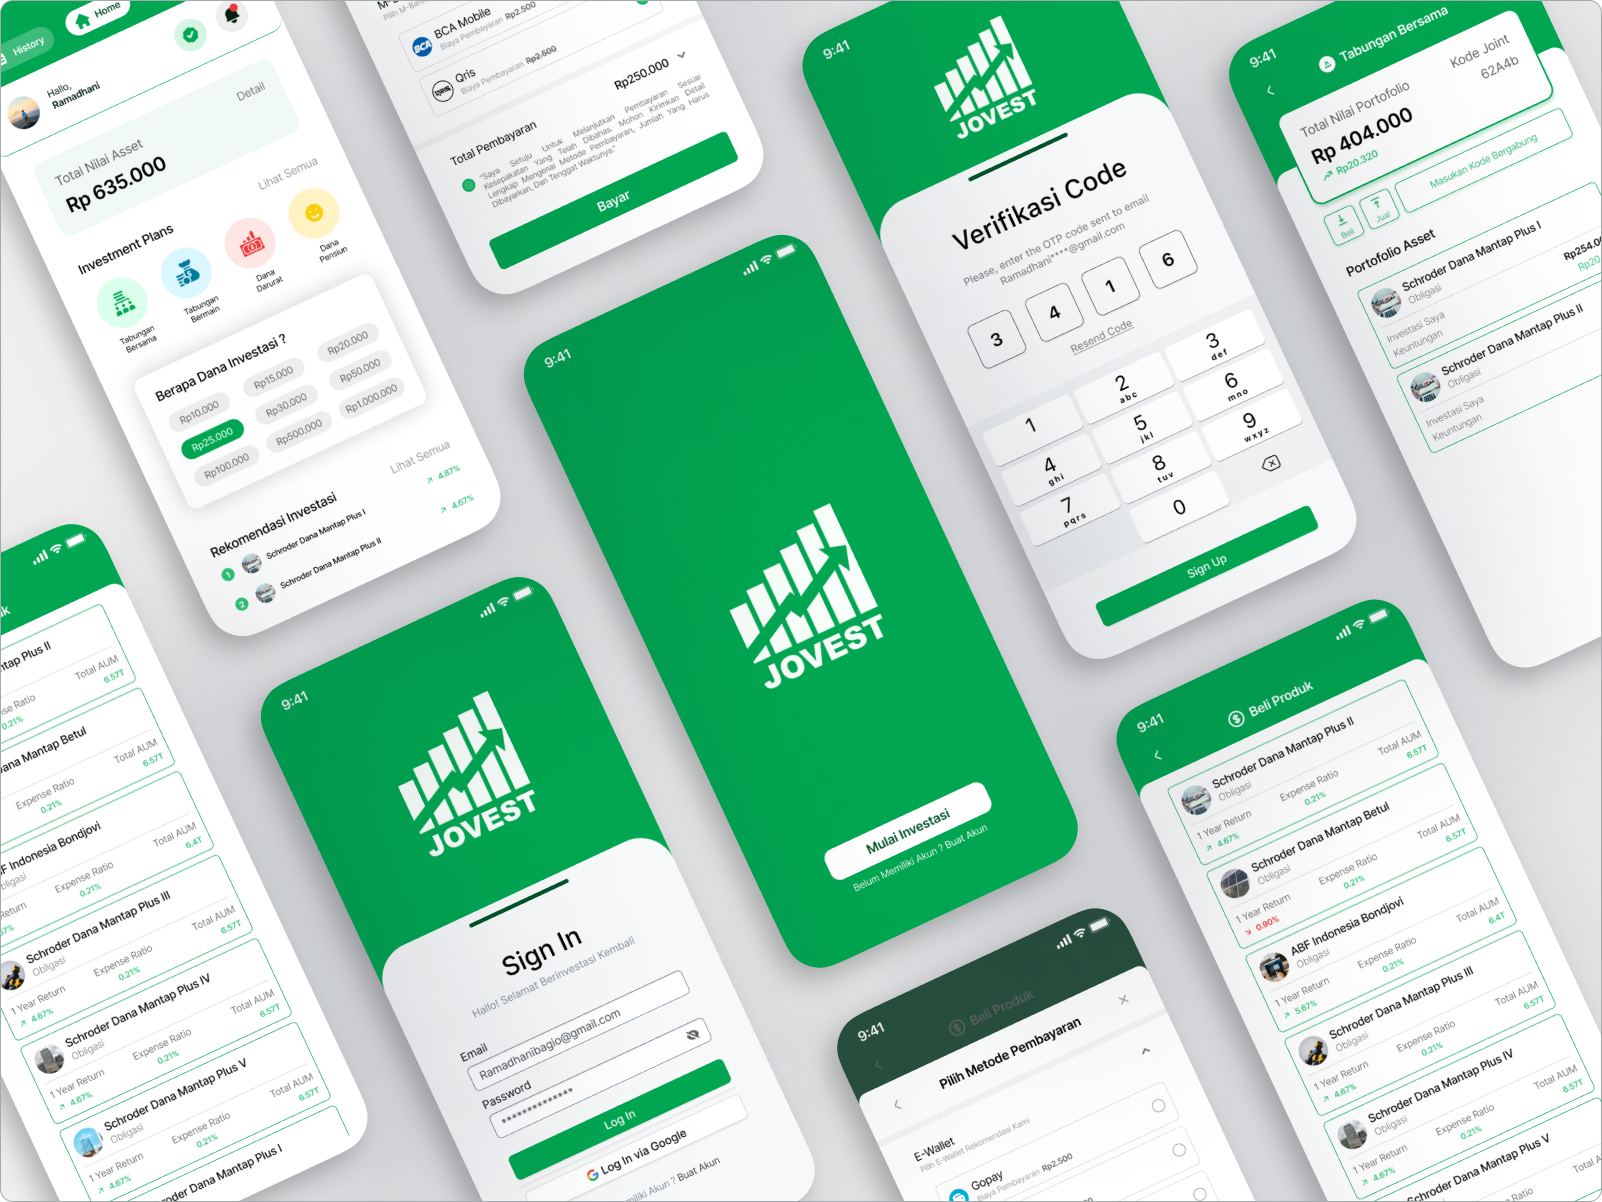 History
Home
Hallo,
Ramadhani
Total Nilai Asset
Detail
Rp 635.000
Investment Plans
Lihat Semua
Tabungan
Bersama
Tabungan
Bermain
Dana
Darurat
Dana
Pensiun
Berapa Dana Investasi ?
Rp10.000
Rp15.000
Rp20.000
Rp25.000
Rp30.000
Rp50.000
Rp100.000
Rp500.000
Rp1.000.000
Rekomendasi Investasi
Lihat Semua
1
Schroder Dana Mantap Plus I
4.87%
2
Schroder Dana Mantap Plus II
4.67%
BCA
BCA Mobile
Biaya Pembayaran Rp2.500
Qris
Biaya Pembayaran Rp2.500
Total Pembayaran
Rp250.000
"Saya Setuju Untuk Melanjutkan Pembayaran Sesuai
Kesepakatan Yang Telah Dibahas. Mohon Kirimkan Detail
Lengkap Mengenai Metode Pembayaran, Jumlah Yang Harus
Dibayarkan, Dan Tenggat Waktunya."
Bayar
9:41
JOVEST
Verifikasi Code
Please, enter the OTP code sent to email
Ramadhani****@gmail.com
3
4
1
6
Resend Code
1
2
abc
3
def
4
ghi
5
jkl
6
mno
7
pqrs
8
tuv
9
wxyz
0
Sign Up
9:41
Tabungan Bersama
Total Nilai Portofolio
Kode Joint
Rp 404.000
62A4b
Rp20.320
Beli
Jual
Masukan Kode Bergabung
Portofolio Asset
Schroder Dana Mantap Plus I
Obligasi
Rp254.0
Rp20
Investasi Saya
Keuntungan
Schroder Dana Mantap Plus II
Obligasi
Investasi Saya
Keuntungan
9:41
JOVEST
Mulai Investasi
Belum Memiliki Akun ? Buat Akun
ntap Plus II
nse Ratio
0.21%
Total AUM
6.57T
ana Mantap Betul
Expense Ratio
0.21%
Total AUM
6.57T
BF Indonesia Bondjovi
Obligasi
Return
Expense Ratio
0.21%
Total AUM
6.4T
Schroder Dana Mantap Plus III
Obligasi
1 Year Return
4.67%
Expense Ratio
0.21%
Total AUM
6.57T
Schroder Dana Mantap Plus IV
Obligasi
1 Year Return
4.67%
Expense Ratio
0.21%
Total AUM
6.57T
Schroder Dana Mantap Plus V
Obligasi
1 Year Return
4.67%
Expense Ratio
0.21%
Total AUM
6.57T
roder Dana Mantap Plus I
9:41
JOVEST
Sign In
Hallo! Selamat Berinvestasi Kembali
Email
Ramadhanibagio@gmail.com
Password
**************
Log In
Log In via Google
miliki Akun ? Buat Akun
9:41
Beli Produk
Pilih Metode Pembayaran
E-Wallet
Pilih E-Wallet Rekomendasi Kami
Gopay
Biaya Pembayaran Rp2.500
9:41
Beli Produk
Schroder Dana Mantap Plus II
Obligasi
1 Year Return
4.67%
Expense Ratio
0.21%
Total AUM
6.57T
Schroder Dana Mantap Betul
Obligasi
1 Year Return
0.90%
Expense Ratio
0.21%
Total AUM
6.57T
ABF Indonesia Bondjovi
Obligasi
1 Year Return
5.67%
Expense Ratio
0.21%
Total AUM
6.4T
Schroder Dana Mantap Plus III
Obligasi
1 Year Return
4.67%
Expense Ratio
0.21%
Total AUM
6.57T
Schroder Dana Mantap Plus IV
Obligasi
1 Year Return
4.67%
Expense Ratio
0.21%
Total AUM
6.57T
Schroder Dana Mantap Plus V
Obligasi
1 Year Return
4.67%
Expense Ratio